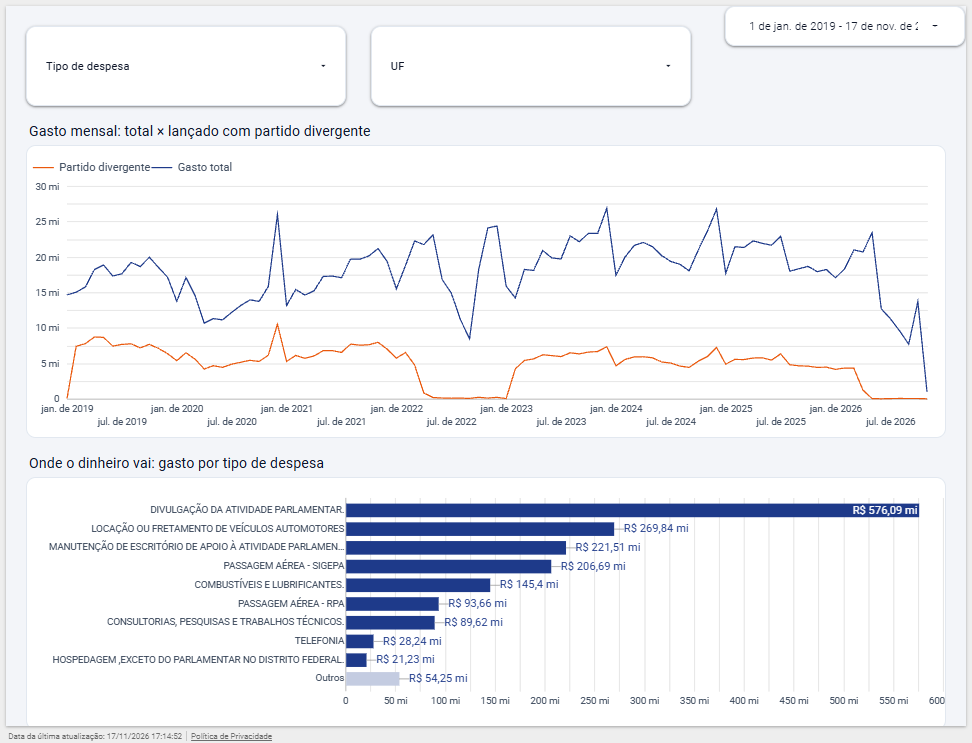 1 de jan. de 2019 - 17 de nov. de 2
Tipo de despesa
UF
Gasto mensal: total × lançado com partido divergente
Partido divergente Gasto total
30 mi
25 mi
20 mi
15 mi
10 mi
5 mi
0
jan. de 2019 jan. de 2020 jan. de 2021 jan. de 2022 jan. de 2023 jan. de 2024 jan. de 2025 jan. de 2026
jul. de 2019 jul. de 2020 jul. de 2021 jul. de 2022 jul. de 2023 jul. de 2024 jul. de 2025 jul. de 2026
Onde o dinheiro vai: gasto por tipo de despesa
DIVULGAÇÃO DA ATIVIDADE PARLAMENTAR. R$ 576,09 mi
LOCAÇÃO OU FRETAMENTO DE VEÍCULOS AUTOMOTORES R$ 269,84 mi
MANUTENÇÃO DE ESCRITÓRIO DE APOIO À ATIVIDADE PARLAMEN... R$ 221,51 mi
PASSAGEM AÉREA - SIGEPA R$ 206,69 mi
COMBUSTÍVEIS E LUBRIFICANTES. R$ 145,4 mi
PASSAGEM AÉREA - RPA R$ 93,66 mi
CONSULTORIAS, PESQUISAS E TRABALHOS TÉCNICOS. R$ 89,62 mi
TELEFONIA R$ 28,24 mi
HOSPEDAGEM ,EXCETO DO PARLAMENTAR NO DISTRITO FEDERAL. R$ 21,23 mi
Outros R$ 54,25 mi
0 50 mi 100 mi 150 mi 200 mi 250 mi 300 mi 350 mi 400 mi 450 mi 500 mi 550 mi 600
Data da última atualização: 17/11/2026 17:14:52 Política de Privacidade